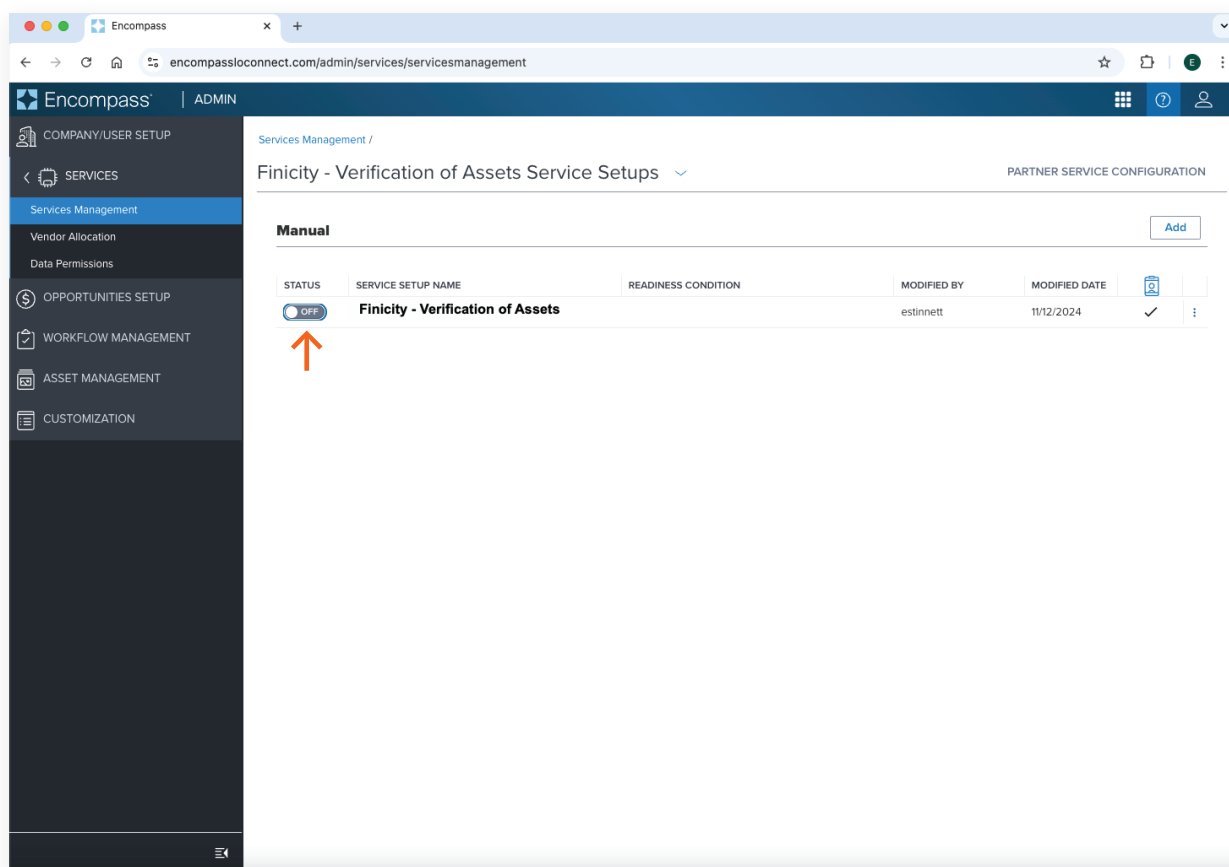 Encompass
encompassloconnect.com/admin/services/servicesmanagement
E
Encompass | ADMIN
COMPANY/USER SETUP
SERVICES
Services Management
Vendor Allocation
Data Permissions
OPPORTUNITIES SETUP
WORKFLOW MANAGEMENT
ASSET MANAGEMENT
CUSTOMIZATION
Services Management /
Finicity - Verification of Assets Service Setups
PARTNER SERVICE CONFIGURATION
Manual
Add
STATUS SERVICE SETUP NAME READINESS CONDITION MODIFIED BY MODIFIED DATE
OFF Finicity - Verification of Assets estinnett 11/12/2024